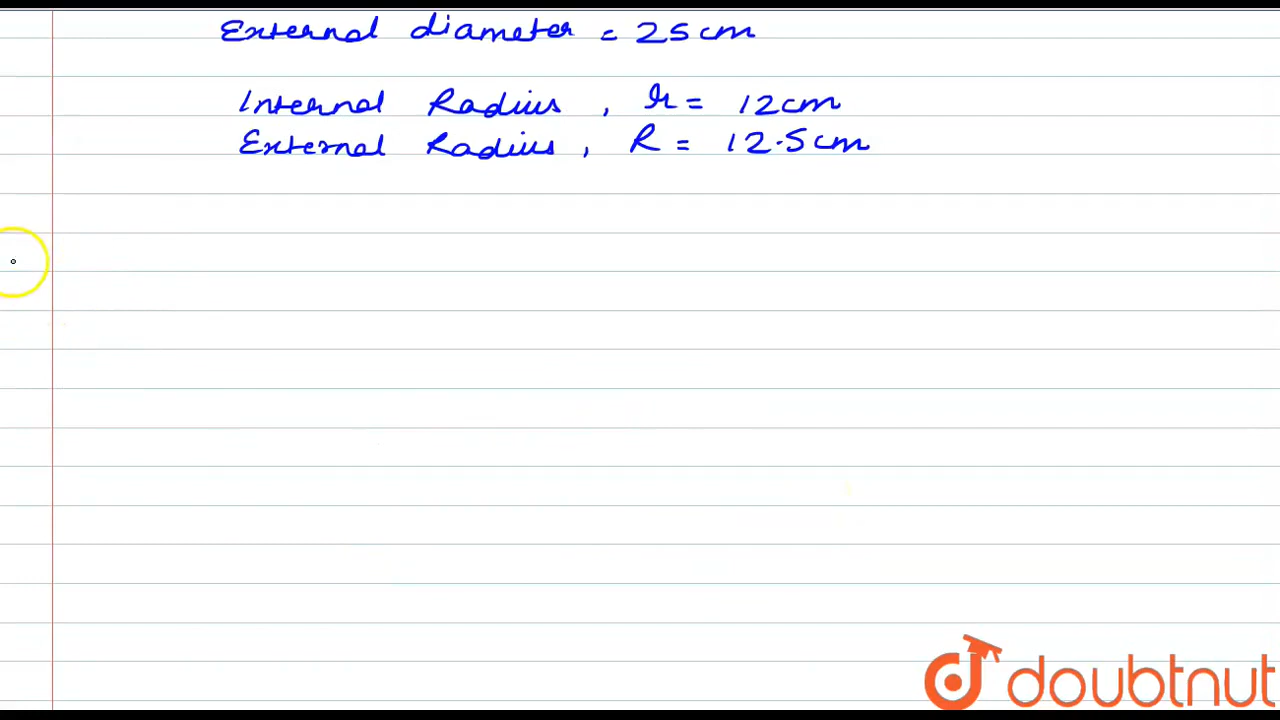 External diameter = 25 cm
Internal Radius, r = 12 cm
External Radius, R = 12.5 cm
doubtnut